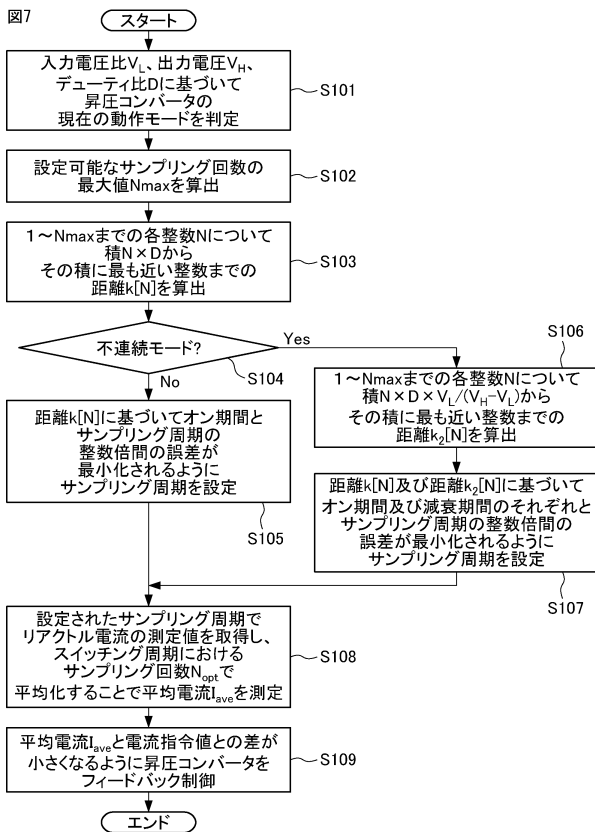 図7
スタート
入力電圧比VL、出力電圧VH、
デューティ比Dに基づいて
昇圧コンバータの
現在の動作モードを判定
S101
設定可能なサンプリング回数の
最大値Nmaxを算出
S102
1～Nmaxまでの各整数Nについて
積N×Dから
その積に最も近い整数までの
距離k[N]を算出
S103
不連続モード?
Yes
No
S104
S106
1～Nmaxまでの各整数Nについて
積N×D×VL/(VH-VL)から
その積に最も近い整数までの
距離k2[N]を算出
距離k[N]に基づいてオン期間と
サンプリング周期の
整数倍間の誤差が
最小化されるように
サンプリング周期を設定
S105
距離k[N]及び距離k2[N]に基づいて
オン期間及び減衰期間のそれぞれと
サンプリング周期の整数倍間の
誤差が最小化されるように
サンプリング周期を設定
S107
設定されたサンプリング周期で
リアクトル電流の測定値を取得し、
スイッチング周期における
サンプリング回数Noptで
平均化することで平均電流Iaveを測定
S108
平均電流Iaveと電流指令値との差が
小さくなるように昇圧コンバータを
フィードバック制御
S109
エンド